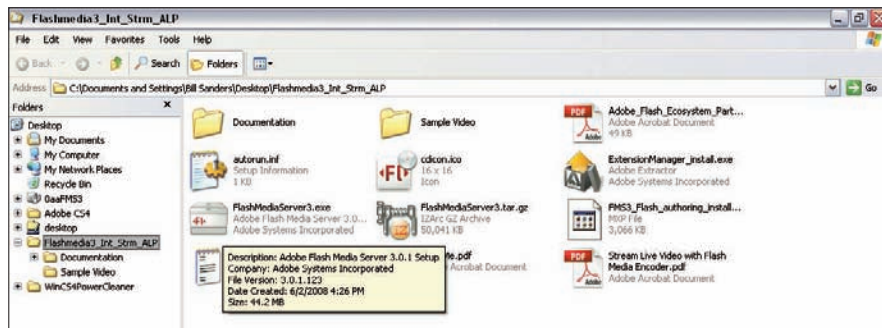 Flashmedia3_Int_Strm_ALP
File Edit View Favorites Tools Help
Back Search Folders
Address C:\Documents and Settings\Bill Sanders\Desktop\Flashmedia3_Int_Strm_ALP Go
Folders x
Desktop
My Documents
My Computer
My Network Places
Recycle Bin
0aaFMS3
Adobe CS4
desktop
Flashmedia3_Int_Strm_ALP
Documentation
Sample Video
WinCS4PowerCleaner
Documentation
Sample Video
PDF
Adobe_Flash_Ecosystem_Part...
Adobe Acrobat Document
49 KB
autorun.inf
Setup Information
1 KB
cdicon.ico
16 x 16
Icon
ExtensionManager_install.exe
Adobe Extractor
Adobe Systems Incorporated
FlashMediaServer3.exe
Adobe Flash Media Server 3.0...
Adobe Systems Incorporated
FlashMediaServer3.tar.gz
IZArc GZ Archive
50,041 KB
FMS3_Flash_authoring_install...
MXP File
3,066 KB
Me.pdf
Acrobat Document
PDF
Stream Live Video with Flash
Media Encoder.pdf
Adobe Acrobat Document
Description: Adobe Flash Media Server 3.0.1 Setup
Company: Adobe Systems Incorporated
File Version: 3.0.1.123
Date Created: 6/2/2008 4:26 PM
Size: 44.2 MB